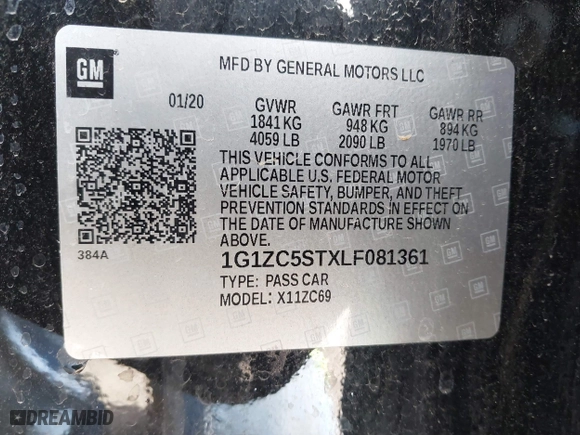 GM
MFD BY GENERAL MOTORS LLC
01/20
GVWR
1841 KG
4059 LB
GAWR FRT
948 KG
2090 LB
GAWR RR
894 KG
1970 LB
THIS VEHICLE CONFORMS TO ALL
APPLICABLE U.S. FEDERAL MOTOR
VEHICLE SAFETY, BUMPER, AND THEFT
PREVENTION STANDARDS IN EFFECT ON
THE DATE OF MANUFACTURE SHOWN
ABOVE.
384A
1G1ZC5STXLF081361
TYPE: PASS CAR
MODEL: X11ZC69
DREAMBID